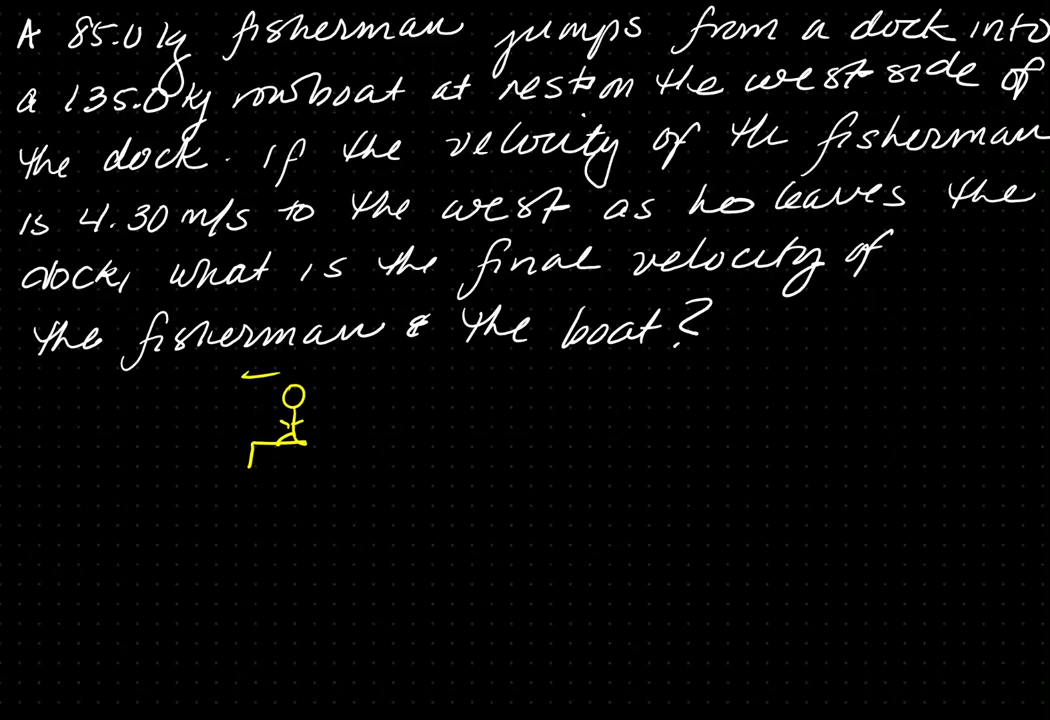 A 85.0 kg fisherman jumps from a dock into
a 135.0 kg rowboat at rest on the west side of
the dock. If the velocity of the fisherman
is 4.30 m/s to the west as he leaves the
dock, what is the final velocity of
the fisherman & the boat?